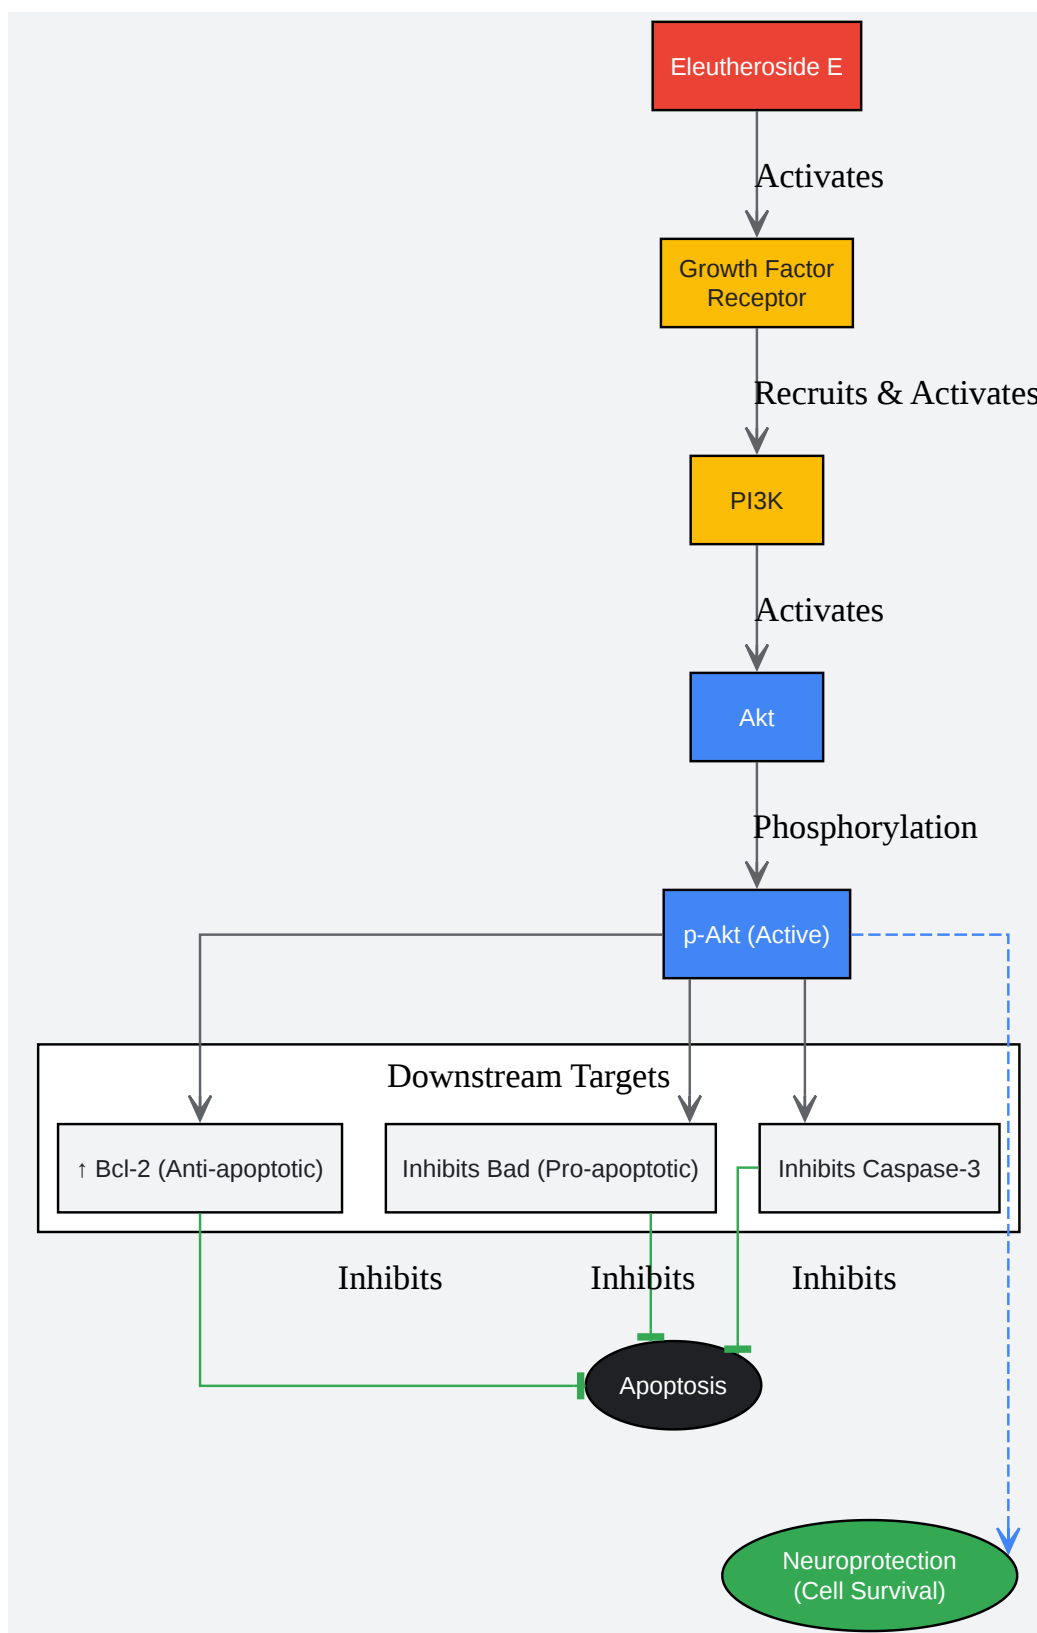 Eleutheroside E
Activates
Growth Factor
Receptor
Recruits & Activates
PI3K
Activates
Akt
Phosphorylation
p-Akt (Active)
Downstream Targets
↑ Bcl-2 (Anti-apoptotic)
Inhibits Bad (Pro-apoptotic)
Inhibits Caspase-3
Inhibits
Inhibits
Inhibits
Apoptosis
Neuroprotection
(Cell Survival)